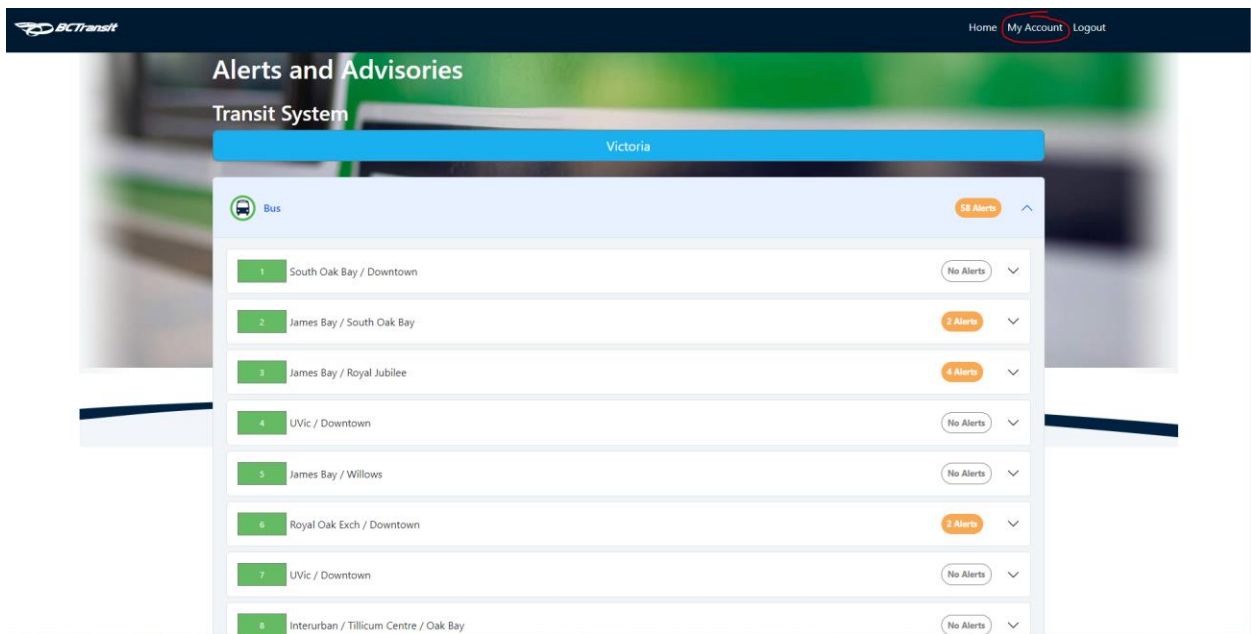 BCTransit
Home My Account Logout
Alerts and Advisories
Transit System
Victoria
Bus 58 Alerts
1 South Oak Bay / Downtown No Alerts
2 James Bay / South Oak Bay 2 Alerts
3 James Bay / Royal Jubilee 4 Alerts
4 UVic / Downtown No Alerts
5 James Bay / Willows No Alerts
6 Royal Oak Exch / Downtown 2 Alerts
7 UVic / Downtown No Alerts
8 Interurban / Tillicum Centre / Oak Bay No Alerts